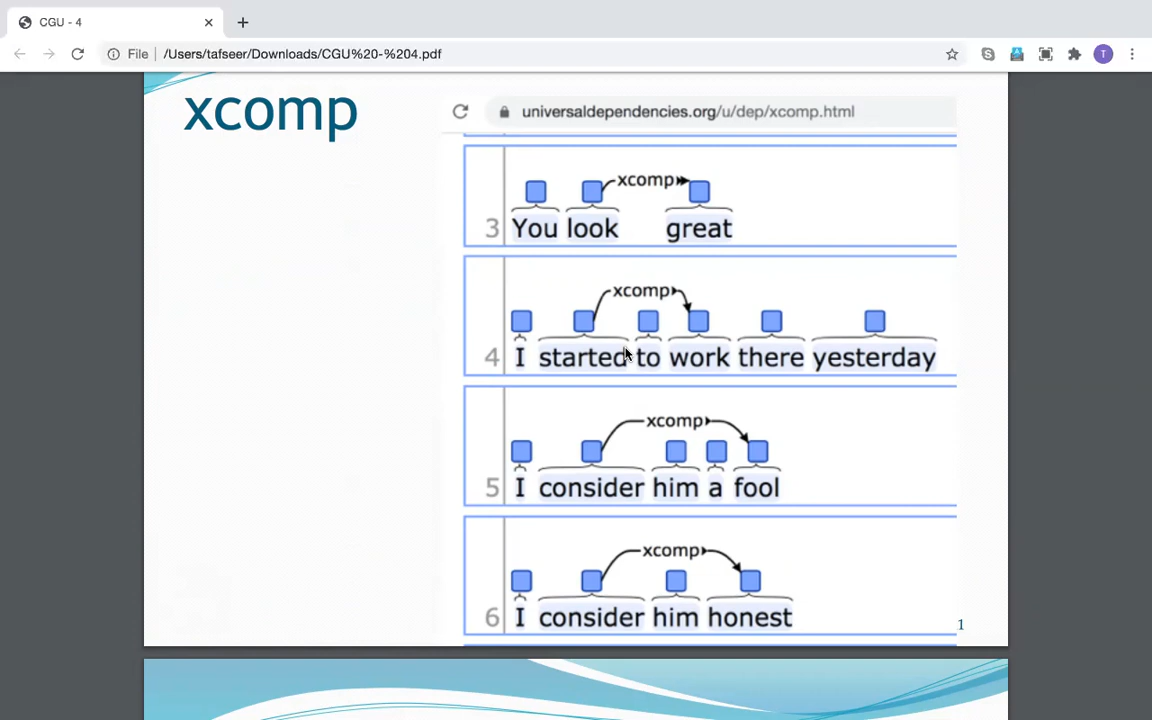 CGU - 4
File
/Users/tafseer/Downloads/CGU%20-%204.pdf
T
xcomp
universaldependencies.org/u/dep/xcomp.html
xcomp
3 You look great
xcomp
4 I started to work there yesterday
xcomp
5 I consider him a fool
xcomp
6 I consider him honest
1